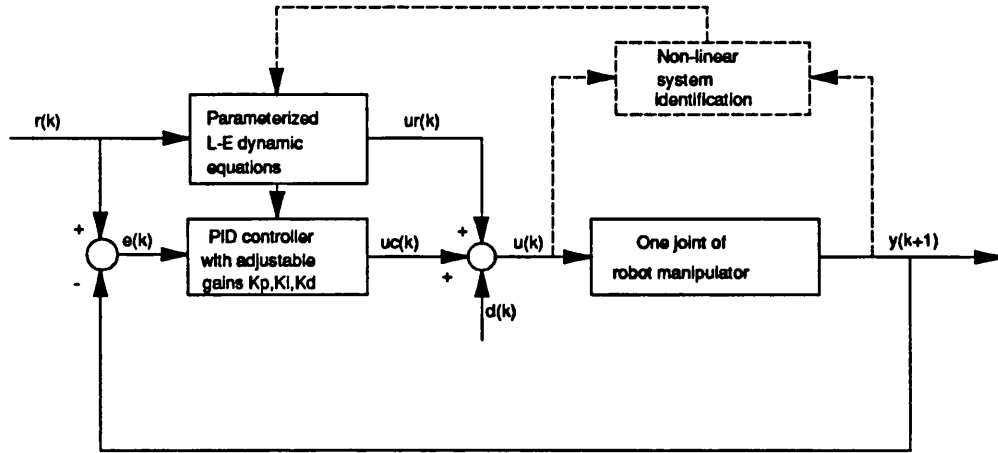 Non-linear
system
identification
r(k)
Parameterized
L-E dynamic
equations
ur(k)
+
-
e(k)
PID controller
with adjustable
gains Kp,Ki,Kd
uc(k)
+
+
u(k)
d(k)
One joint of
robot manipulator
y(k+1)